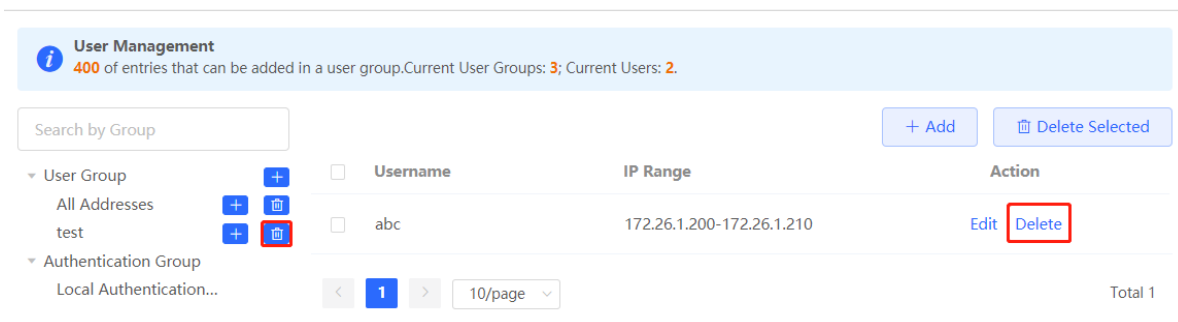 User Management
400 of entries that can be added in a user group.Current User Groups: 3; Current Users: 2.
Search by Group
+ Add
Delete Selected
User Group
Username
IP Range
Action
All Addresses
abc
172.26.1.200-172.26.1.210
Edit
Delete
test
Authentication Group
Local Authentication...
< 1 >
10/page
Total 1